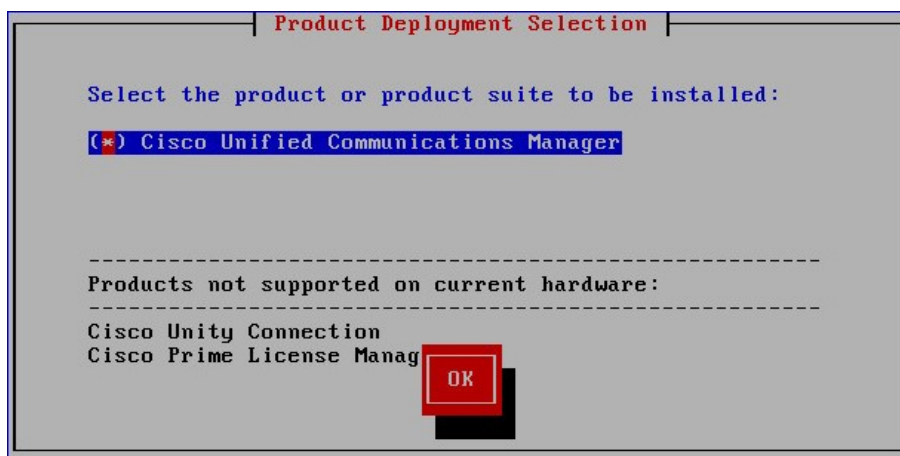 Product Deployment Selection
Select the product or product suite to be installed:
(*) Cisco Unified Communications Manager
------------------------------------------------------
Products not supported on current hardware:
------------------------------------------------------
Cisco Unity Connection
Cisco Prime License Manag
OK